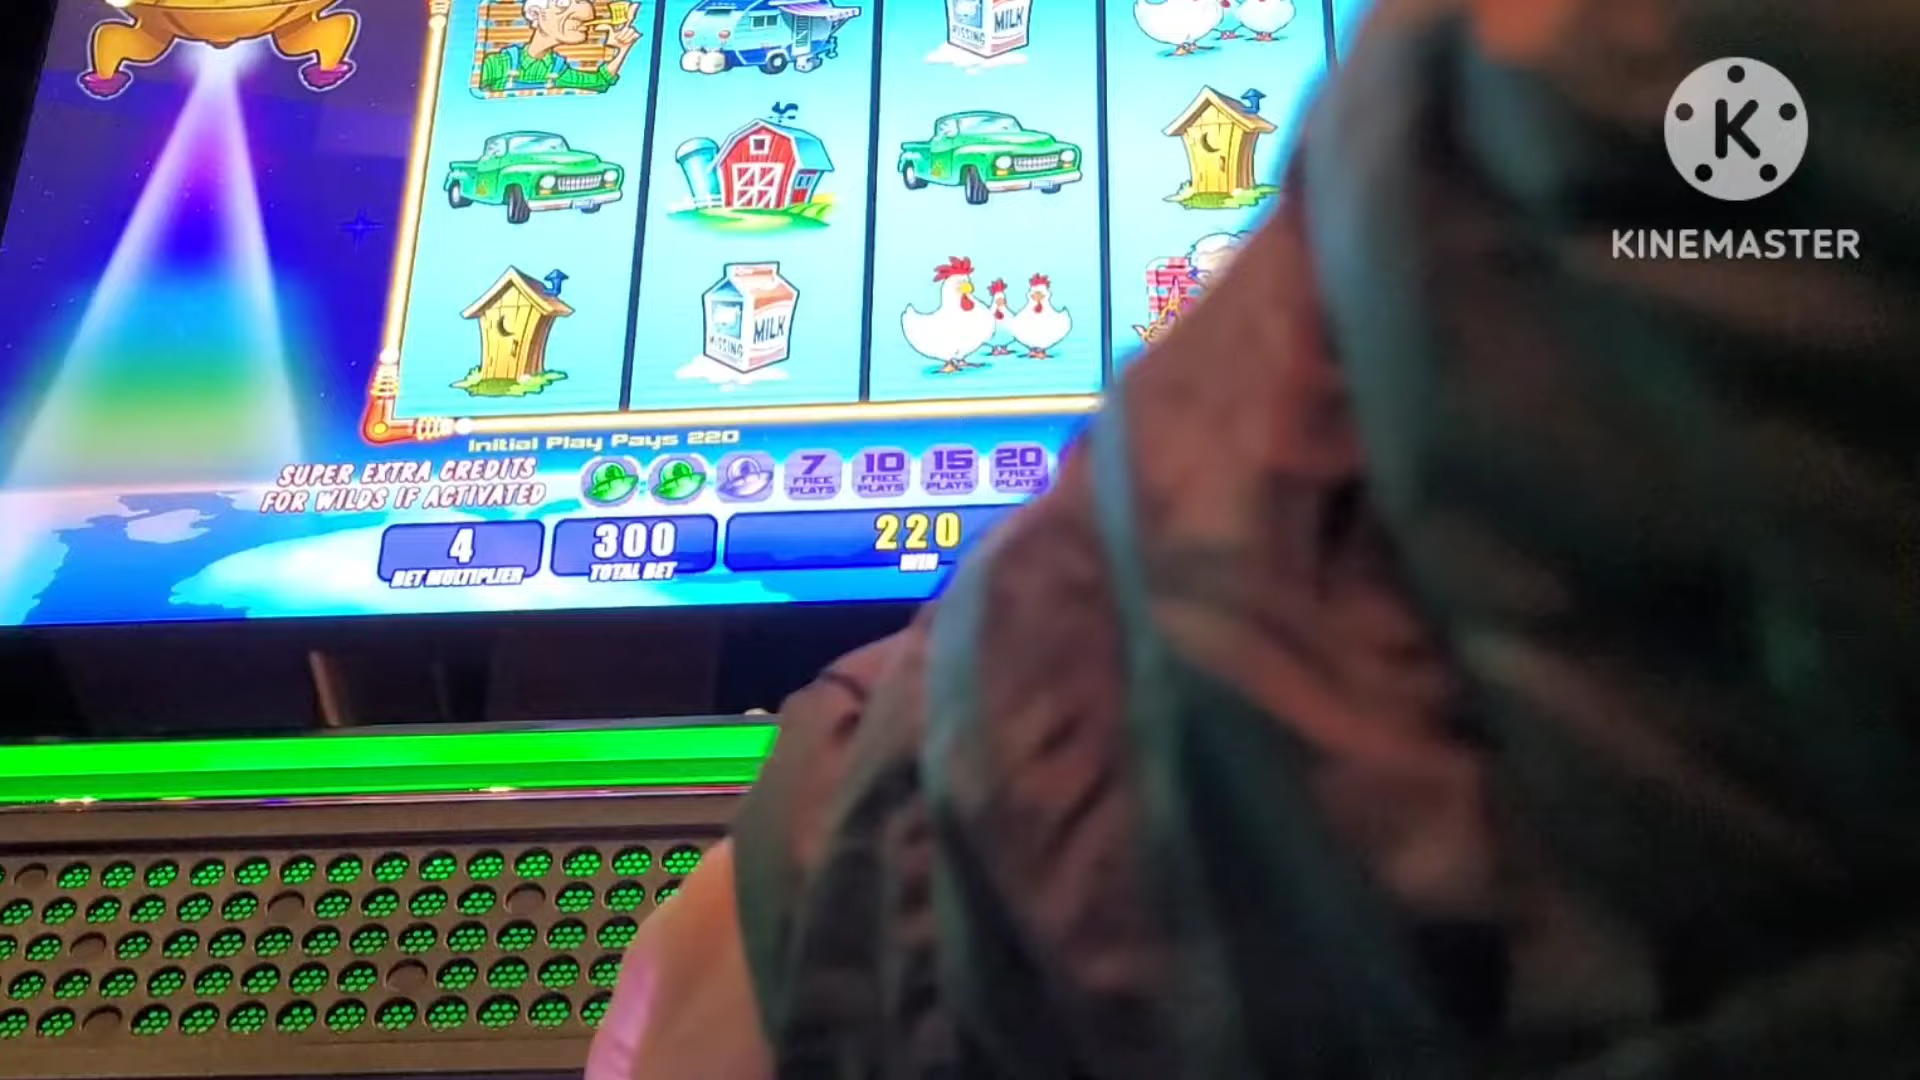 MISSING
MILK
K
KINEMASTER
MISSING
MILK
Initial Play Pays 220
SUPER EXTRA CREDITS
FOR WILDS IF ACTIVATED
7
FREE
PLAYS
10
FREE
PLAYS
15
FREE
PLAYS
20
FREE
PLAYS
4
BET MULTIPLIER
300
TOTAL BET
220
WIN